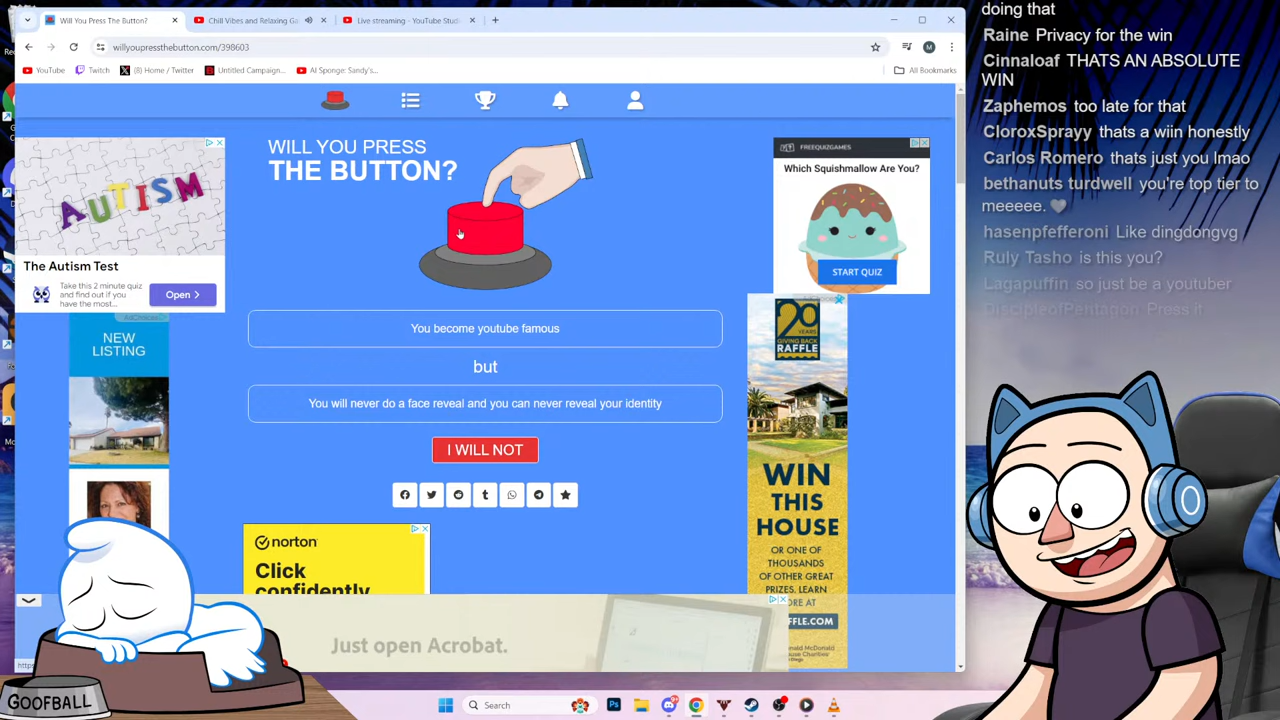 Will You Press The Button?
Chill Vibes and Relaxing Ga
Live streaming - YouTube Stud
willyoupressthebutton.com/398603
YouTube
Twitch
(8) Home / Twitter
Untitled Campaign...
AI Sponge: Sandy's...
All Bookmarks
WILL YOU PRESS
THE BUTTON?
AUTISM
The Autism Test
Take this 2 minute quiz
and find out if you
have the most...
Open >
NEW
LISTING
FREEQUIZGAMES
Which Squishmallow Are You?
START QUIZ
20
YEARS
GIVING BACK
RAFFLE
WIN
THIS
HOUSE
OR ONE OF
THOUSANDS
OF OTHER GREAT
PRIZES. LEARN
RE AT
FFLE.COM
You become youtube famous
but
You will never do a face reveal and you can never reveal your identity
I WILL NOT
norton
Click
confidently
Just open Acrobat.
GOOFBALL
Search
doing that
Raine Privacy for the win
Cinnaloaf THATS AN ABSOLUTE
WIN
Zaphemos too late for that
CloroxSprayy thats a wiin honestly
Carlos Romero thats just you lmao
bethanuts turdwell you're top tier to
meeeee. 🤍
hasenpfefferoni Like dingdongvg
Ruly Tasho is this you?
Lagapuffin so just be a youtuber
DiscipleofPentagon Press it